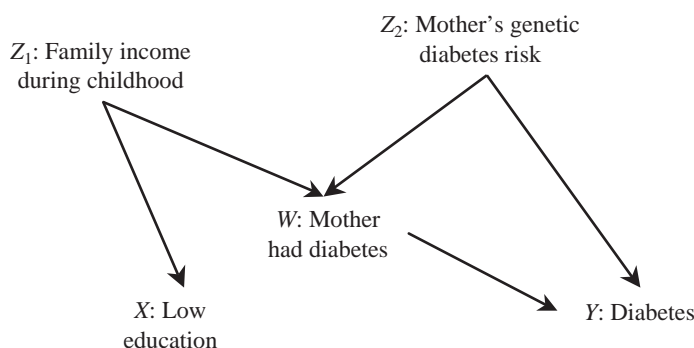 Z₁: Family income
during childhood
Z₂: Mother's genetic
diabetes risk
W: Mother
had diabetes
X: Low
education
Y: Diabetes